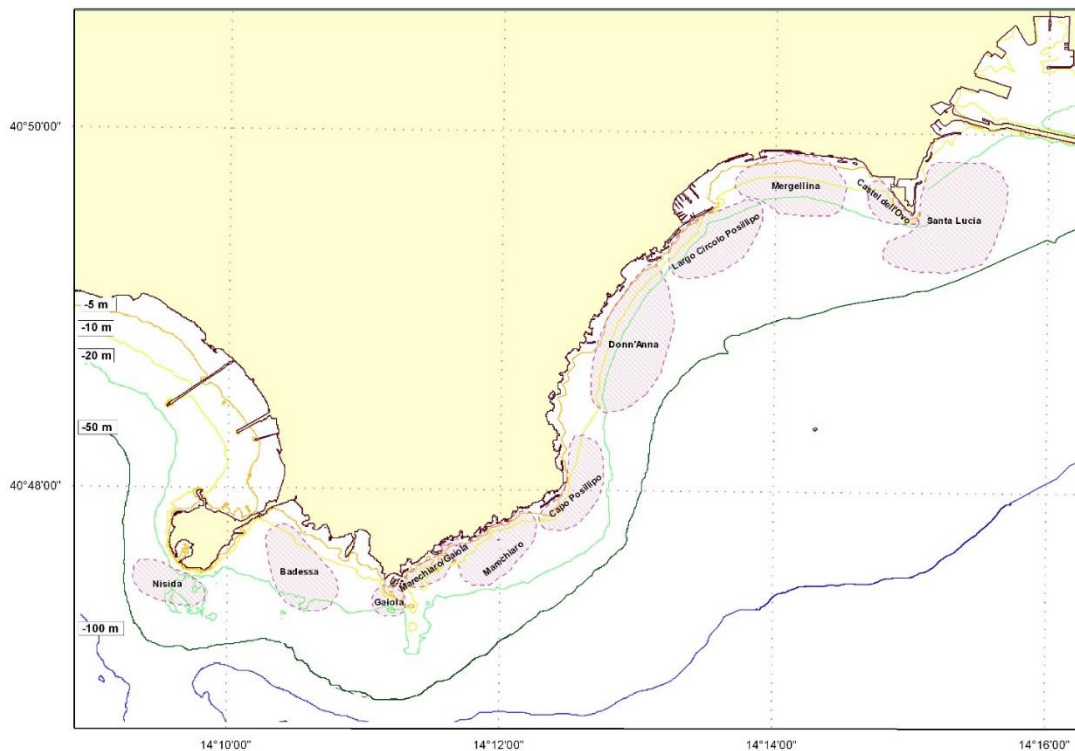 40°50'00"
Mergellina
Castel dell'Ovo
Santa Lucia
Largo Circolo Posillipo
-5 m
-10 m
Donn'Anna
-20 m
-50 m
40°48'00"
Capo Posillipo
Marechiaro/Gaiola
Marechiaro
Badessa
Nisida
Gaiola
-100 m
14°10'00" 14°12'00" 14°14'00" 14°16'00"